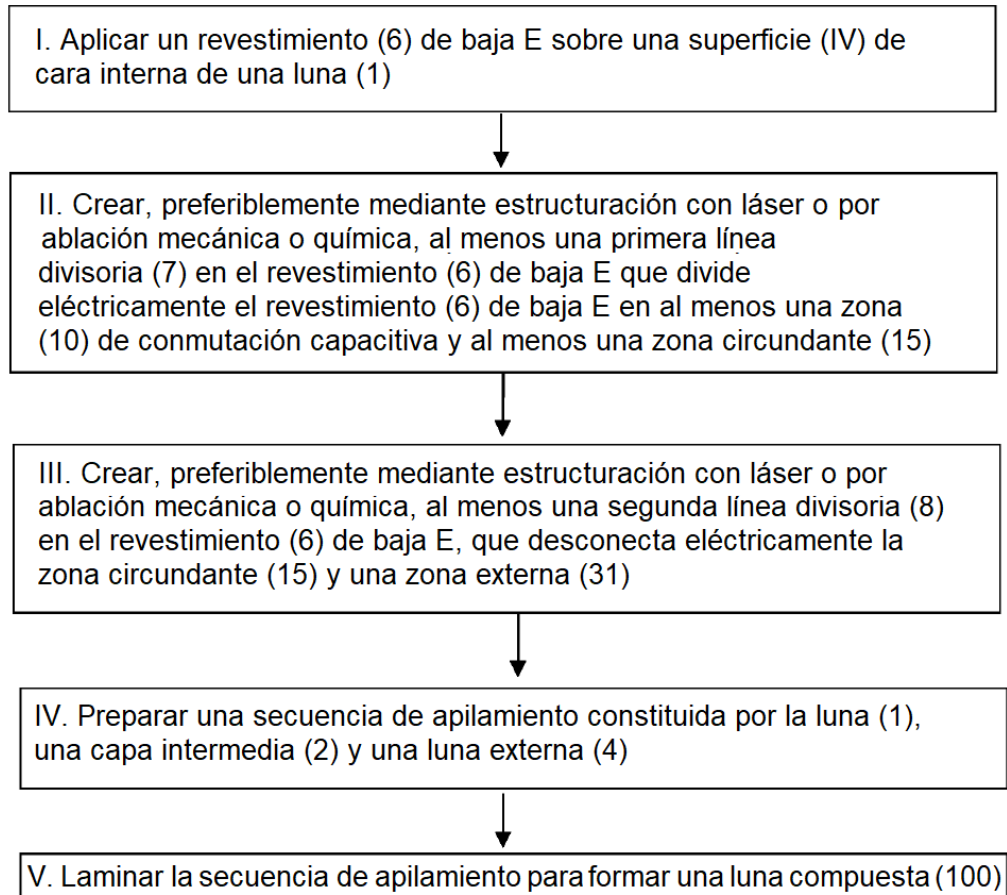 I. Aplicar un revestimiento (6) de baja E sobre una superficie (IV) de
cara interna de una luna (1)
II. Crear, preferiblemente mediante estructuración con láser o por
ablación mecánica o química, al menos una primera línea
divisoria (7) en el revestimiento (6) de baja E que divide
eléctricamente el revestimiento (6) de baja E en al menos una zona
(10) de conmutación capacitiva y al menos una zona circundante (15)
III. Crear, preferiblemente mediante estructuración con láser o por
ablación mecánica o química, al menos una segunda línea divisoria (8)
en el revestimiento (6) de baja E, que desconecta eléctricamente la
zona circundante (15) y una zona externa (31)
IV. Preparar una secuencia de apilamiento constituida por la luna (1),
una capa intermedia (2) y una luna externa (4)
V. Laminar la secuencia de apilamiento para formar una luna compuesta (100)